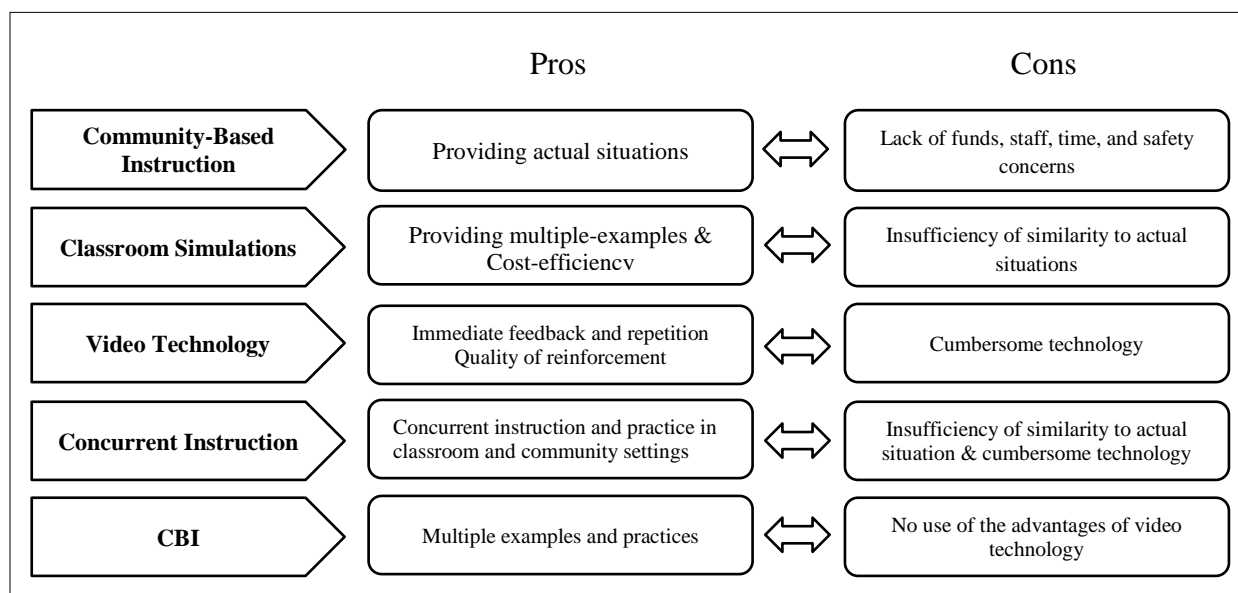 Pros
Cons
Community-Based
Instruction
Providing actual situations
Lack of funds, staff, time, and safety
concerns
Classroom Simulations
Providing multiple-examples &
Cost-efficiency
Insufficiency of similarity to actual
situations
Video Technology
Immediate feedback and repetition
Quality of reinforcement
Cumbersome technology
Concurrent Instruction
Concurrent instruction and practice in
classroom and community settings
Insufficiency of similarity to actual
situation & cumbersome technology
CBI
Multiple examples and practices
No use of the advantages of video
technology